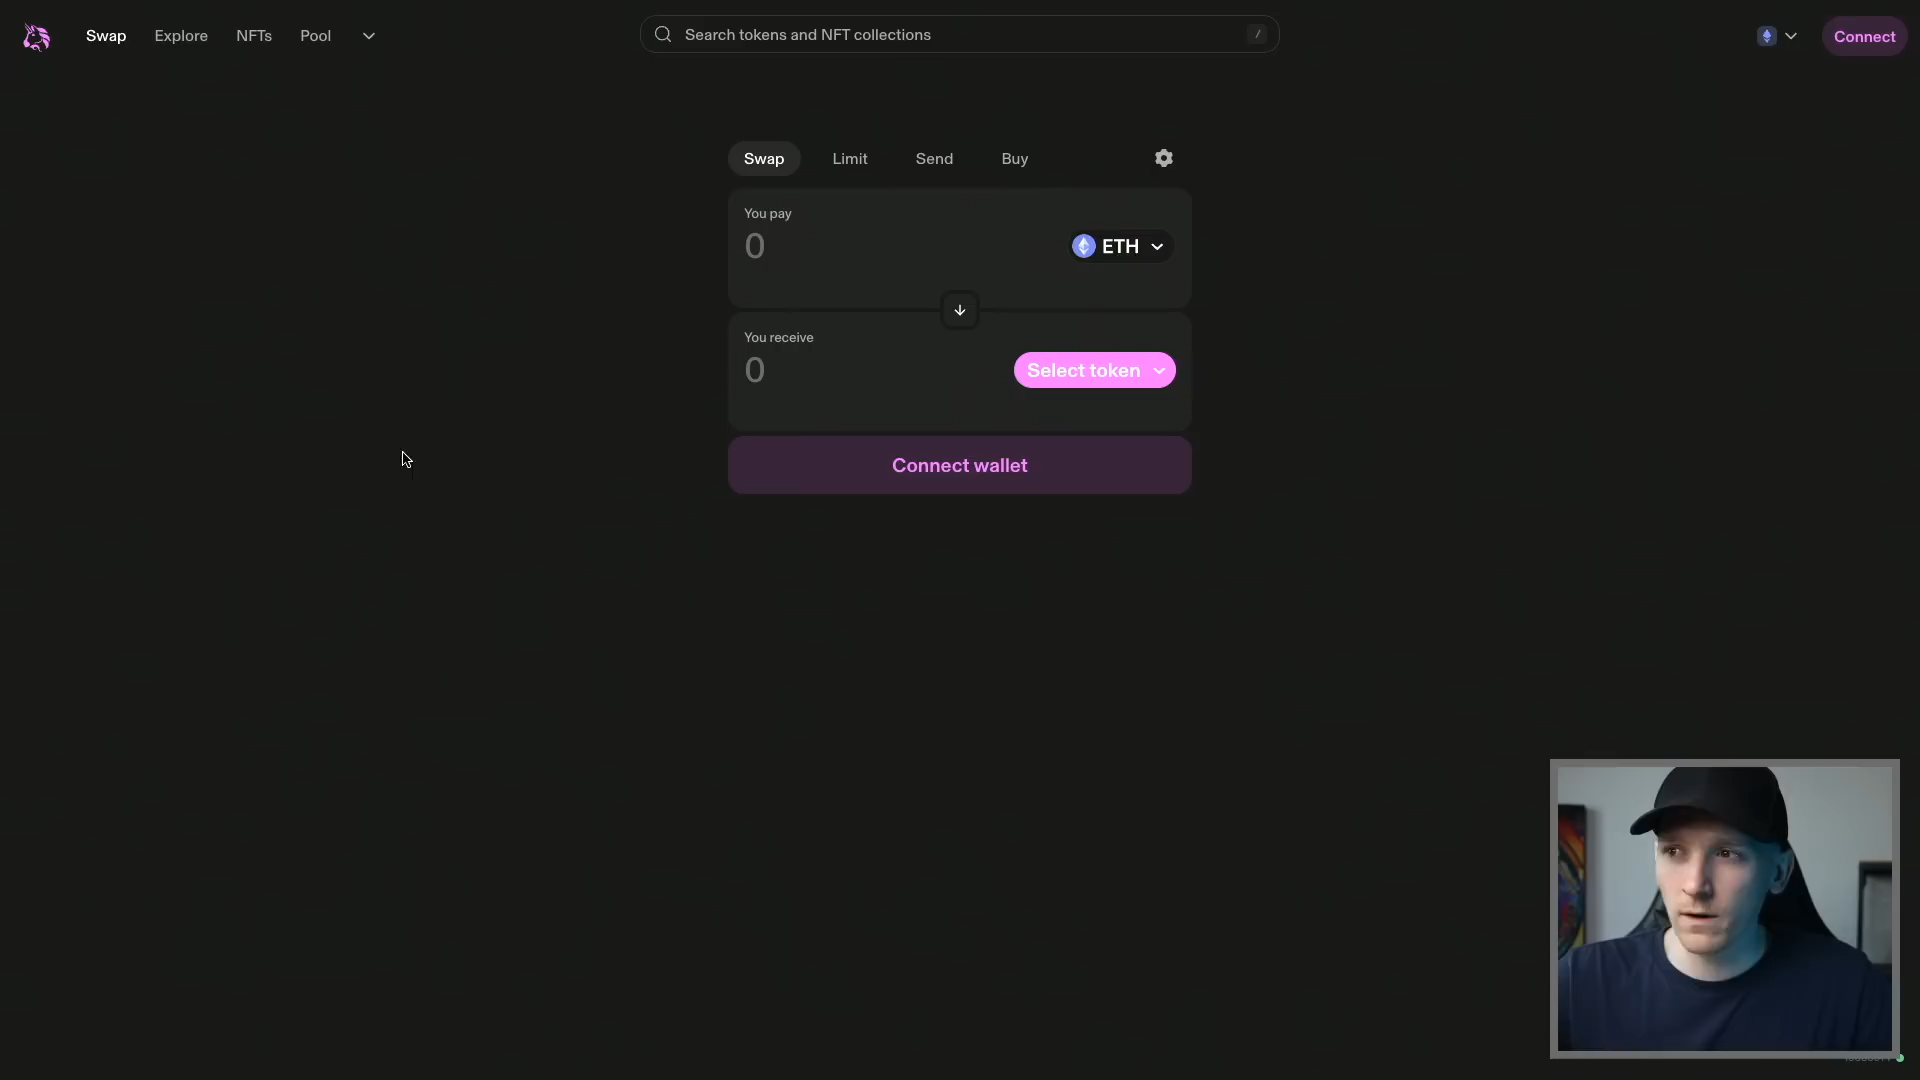 Swap Explore NFTs Pool
Search tokens and NFT collections /
Connect
Swap Limit Send Buy
You pay
0 ETH
You receive
0 Select token
Connect wallet